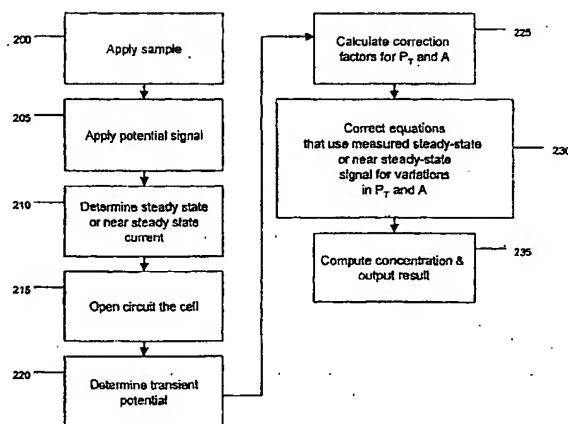 200
Apply sample
205
Apply potential signal
210
Determine steady state
or near steady state
current
215
Open circuit the cell
220
Determine transient
potential
225
Calculate correction
factors for PT and A
230
Correct equations
that use measured steady-state
or near steady-state
signal for variations
in PT and A
235
Compute concentration &
output result